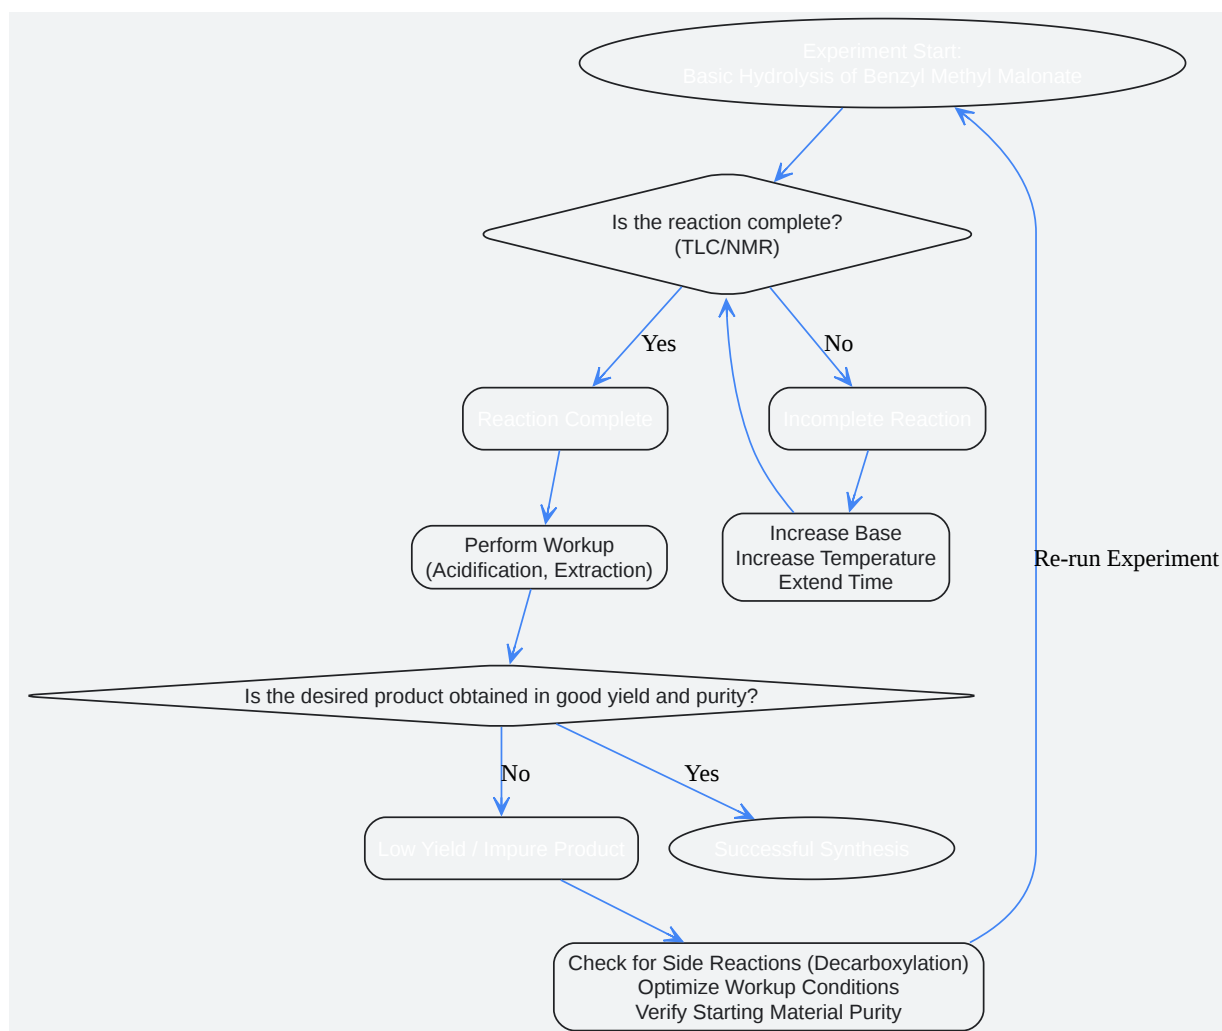 Experiment Start:
Basic Hydrolysis of Benzyl Methyl Malonate
Is the reaction complete?
(TLC/NMR)
Yes
No
Reaction Complete
Incomplete Reaction
Perform Workup
(Acidification, Extraction)
Increase Base
Increase Temperature
Extend Time
Re-run Experiment
Is the desired product obtained in good yield and purity?
No
Yes
Low Yield / Impure Product
Successful Synthesis
Check for Side Reactions (Decarboxylation)
Optimize Workup Conditions
Verify Starting Material Purity